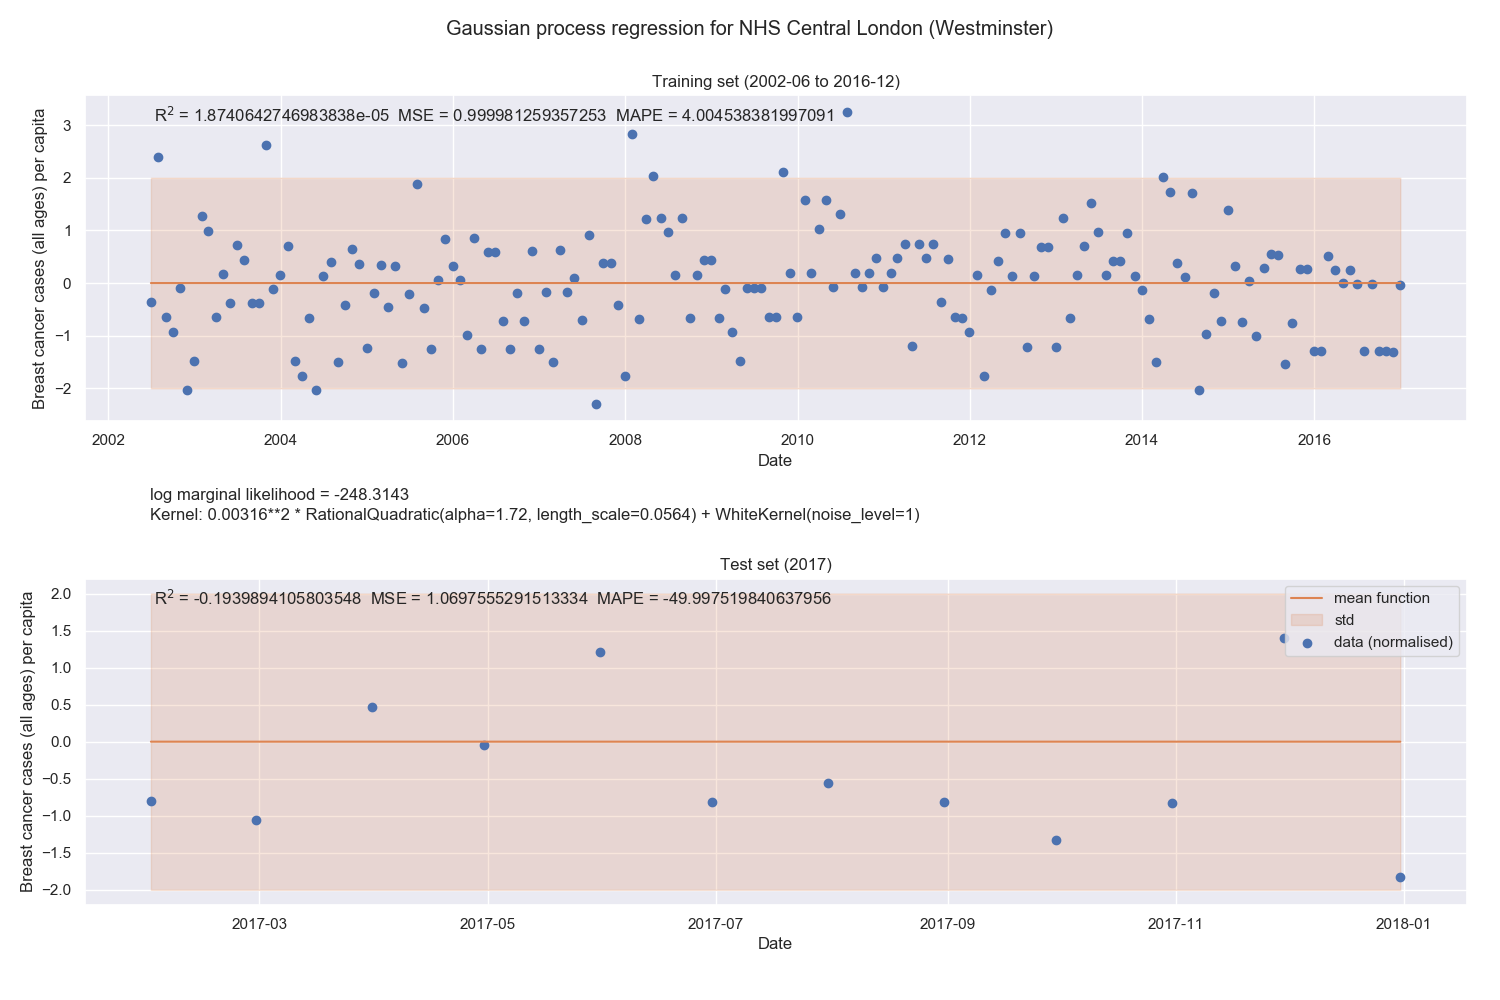 Gaussian process regression for NHS Central London (Westminster)
Training set (2002-06 to 2016-12)
R² = 1.8740642746983838e-05  MSE = 0.999981259357253  MAPE = 4.004538381997091
Breast cancer cases (all ages) per capita
3
2
1
0
−1
−2
2002
2004
2006
2008
2010
2012
2014
2016
Date
log marginal likelihood = -248.3143
Kernel: 0.00316**2 * RationalQuadratic(alpha=1.72, length_scale=0.0564) + WhiteKernel(noise_level=1)
Test set (2017)
R² = -0.1939894105803548  MSE = 1.0697555291513334  MAPE = -49.997519840637956
mean function
std
data (normalised)
Breast cancer cases (all ages) per capita
2.0
1.5
1.0
0.5
0.0
−0.5
−1.0
−1.5
−2.0
2017-03
2017-05
2017-07
2017-09
2017-11
2018-01
Date